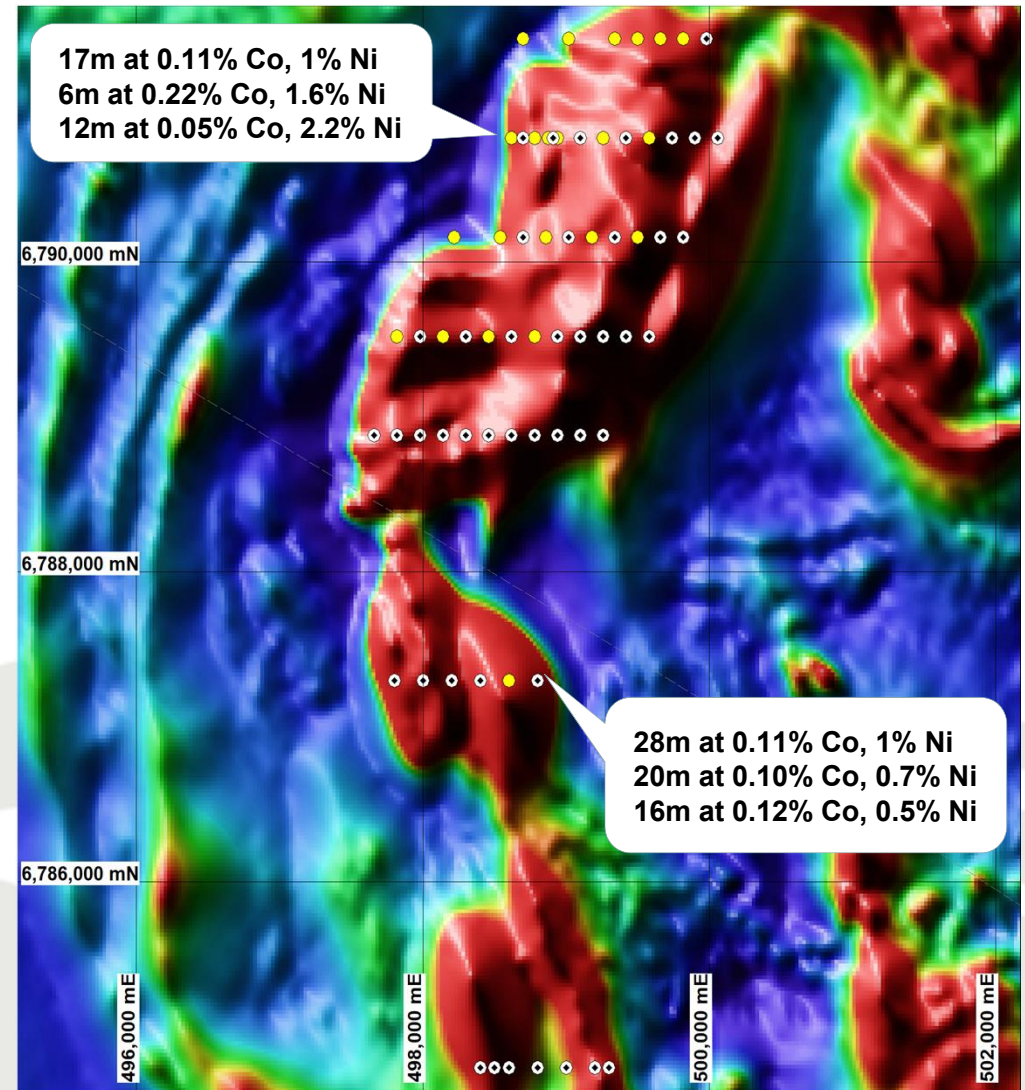 17m at 0.11% Co, 1% Ni
6m at 0.22% Co, 1.6% Ni
12m at 0.05% Co, 2.2% Ni
6,790,000 mN
6,788,000 mN
28m at 0.11% Co, 1% Ni
20m at 0.10% Co, 0.7% Ni
16m at 0.12% Co, 0.5% Ni
6,786,000 mN
496,000 mE
498,000 mE
500,000 mE
502,000 mE